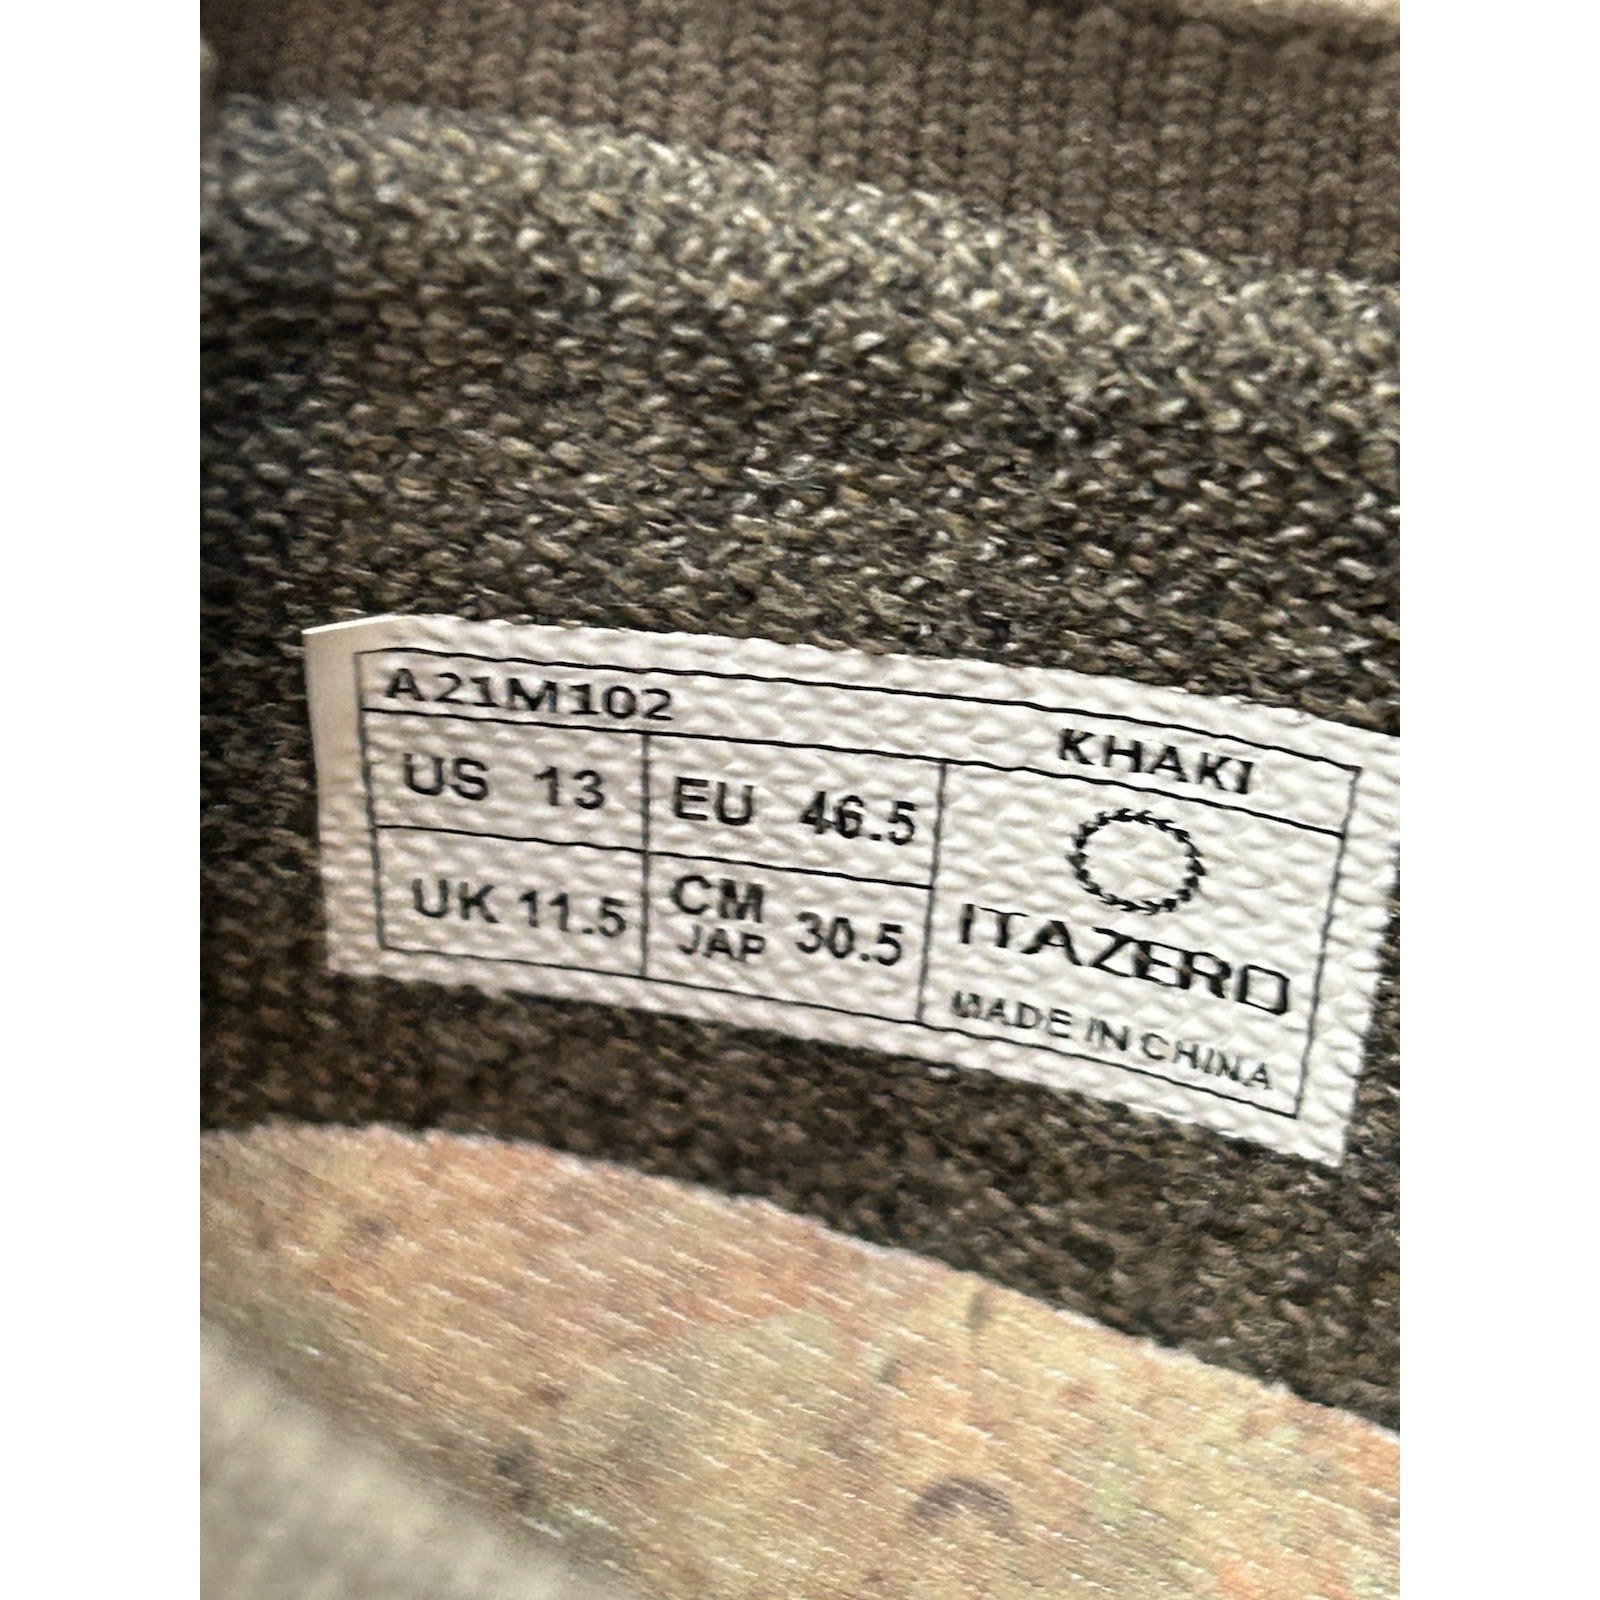 A21M102
KHAKI
US 13
EU 46.5
UK 11.5
CM
JAP
30.5
ITAZERO
MADE IN CHINA